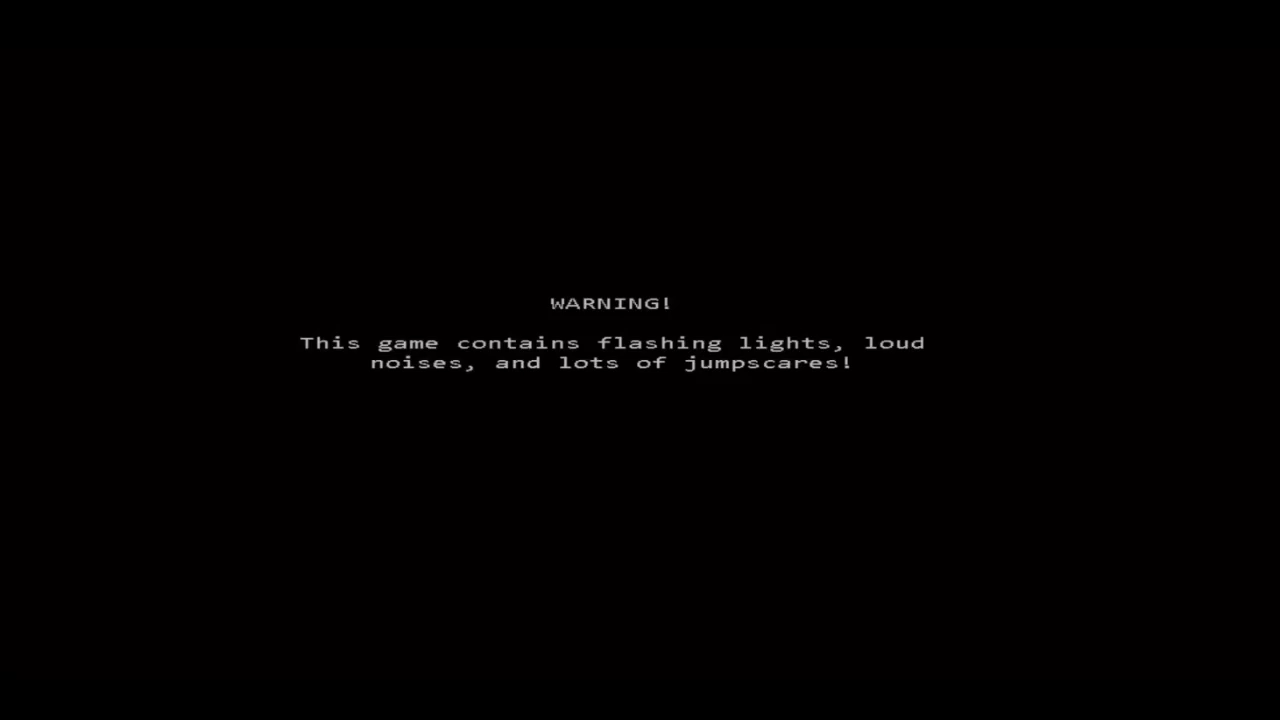 WARNING!
This game contains flashing lights, loud
noises, and lots of jumpscares!